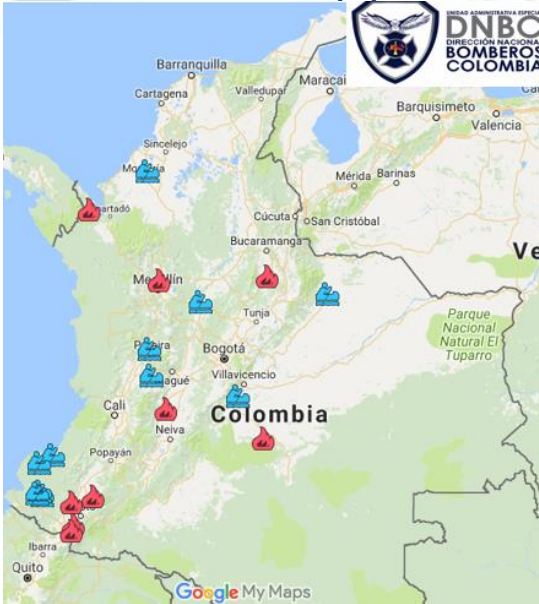 UNIDAD ADMINISTRATIVA ESPECIAL
DNBC
DIRECCIÓN NACIONAL
BOMBEROS
COLOMBIA
Barranquilla
Cartagena
Valledupar
Maracai
Barquisimeto
Valencia
Sincelejo
Mérida
Barinas
artadó
Cúcuta
San Cristóbal
Bucaramanga
Ve
Tunja
Parque
Nacional
Natural El
Tuparro
Bogotá
agué
Villavicencio
Cali
Colombia
Neiva
Popayán
Ibarra
Quito
Google My Maps